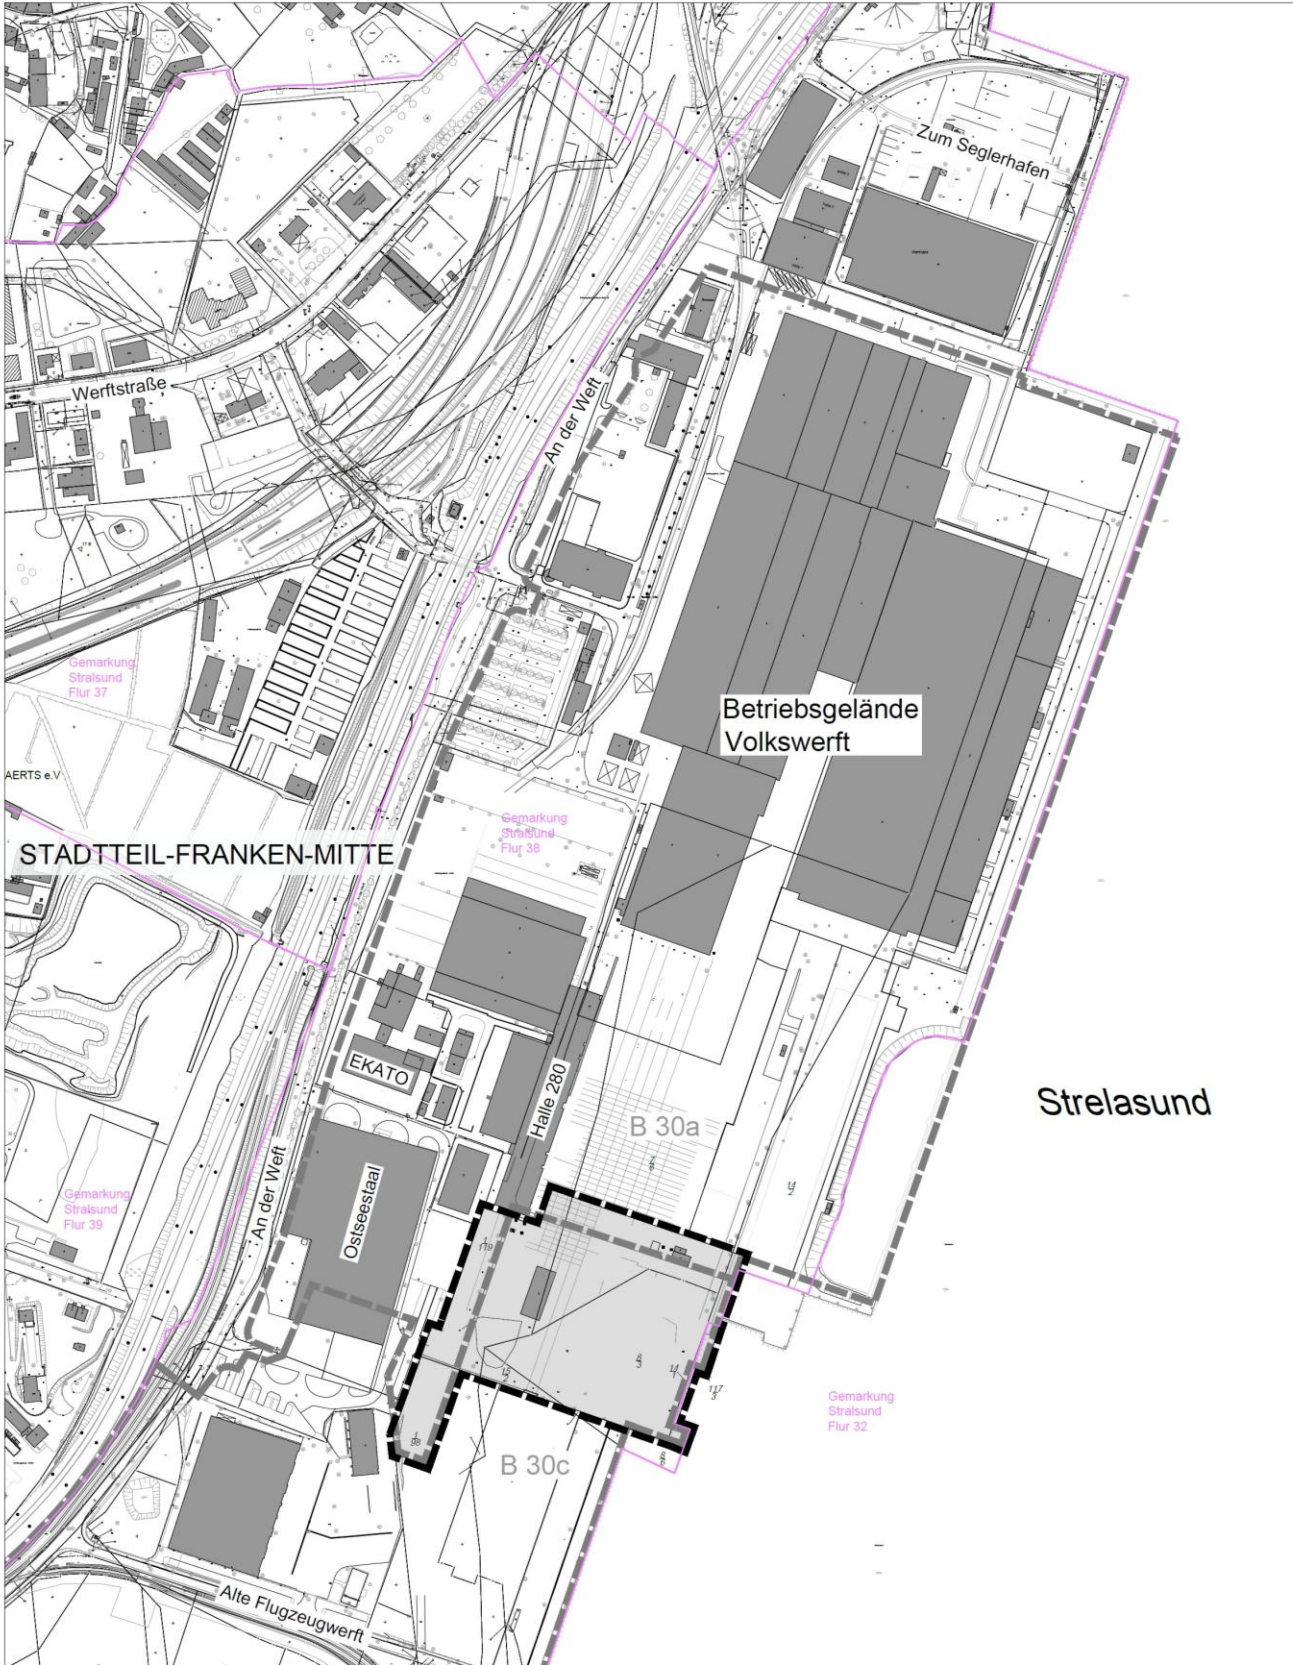 Zum Seglerhafen
Werftstraße
An der Weft
Gemarkung
Stralsund
Flur 37
Betriebsgelände
Volkswerft
AERTS e.V
Gemarkung
Stralsund
Flur 38
STADTTEIL-FRANKEN-MITTE
EKATO
Halle 280
Strelasund
B 30a
An der Weft
Ostseestaal
Gemarkung
Stralsund
Flur 39
Gemarkung
Stralsund
Flur 32
B 30c
Alte Flugzeugwerft